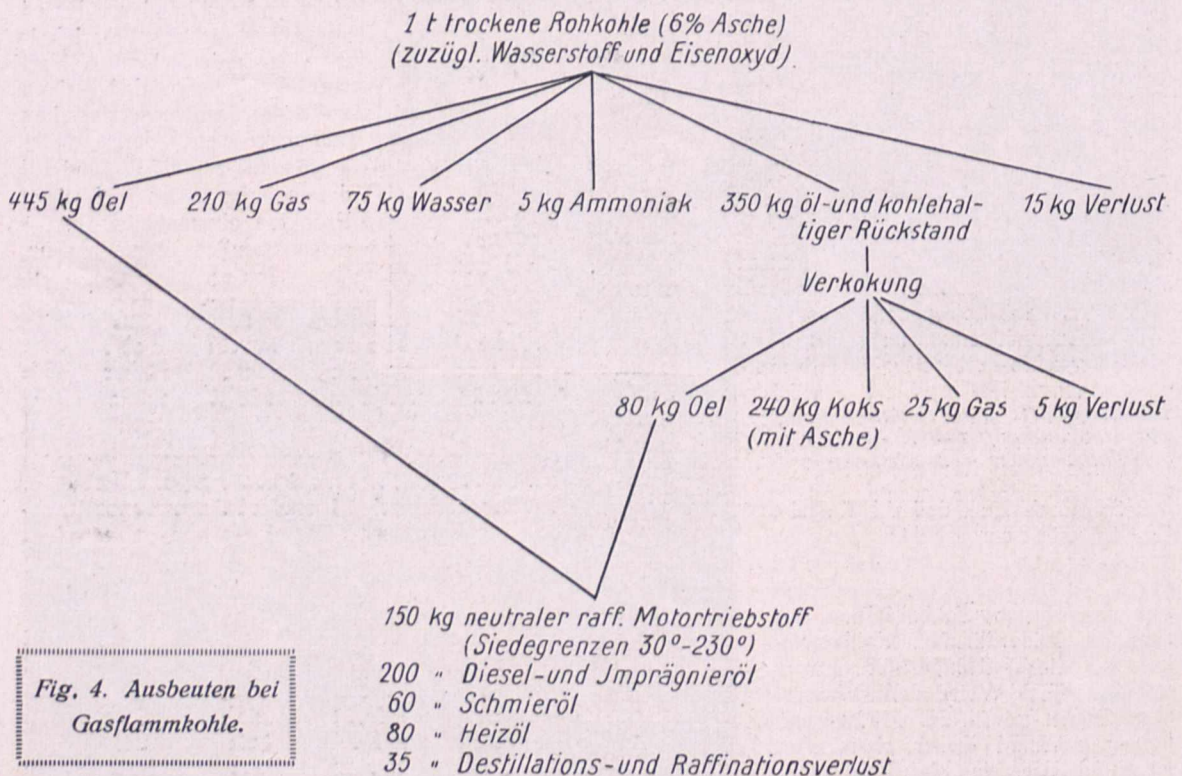 1 t trockene Rohkohle (6% Asche)
(zuzügl. Wasserstoff und Eisenoxyd).
445 kg Oel 210 kg Gas 75 kg Wasser 5 kg Ammoniak 350 kg öl-und kohlehal- 15 kg Verlust
tiger Rückstand
Verkokung
80 kg Oel 240 kg Koks 25 kg Gas 5 kg Verlust
(mit Asche)
150 kg neutraler raff. Motortriebstoff
(Siedegrenzen 30°-230°)
200 " Diesel-und Jmprägnieröl
60 " Schmieröl
80 " Heizöl
35 " Destillations-und Raffinationsverlust
Fig. 4. Ausbeuten bei
Gasflammkohle.